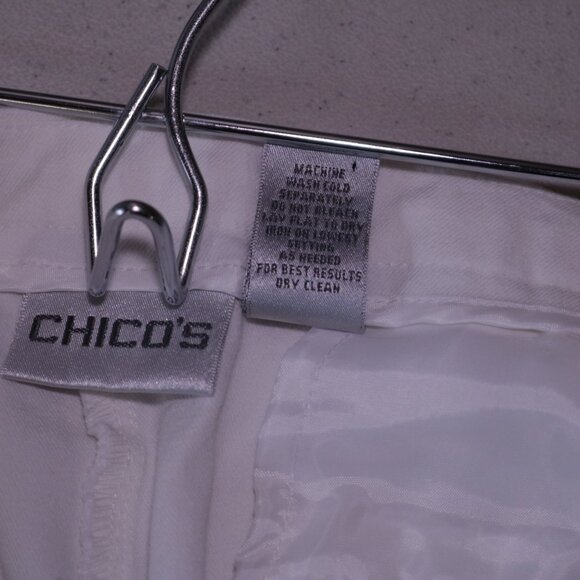 CHICO'S
MACHINE
WASH COLD
SEPARATELY
DO NOT BLEACH
LAY FLAT TO DRY
IRON ON LOWEST
SETTING
AS NEEDED
FOR BEST RESULTS
DRY CLEAN